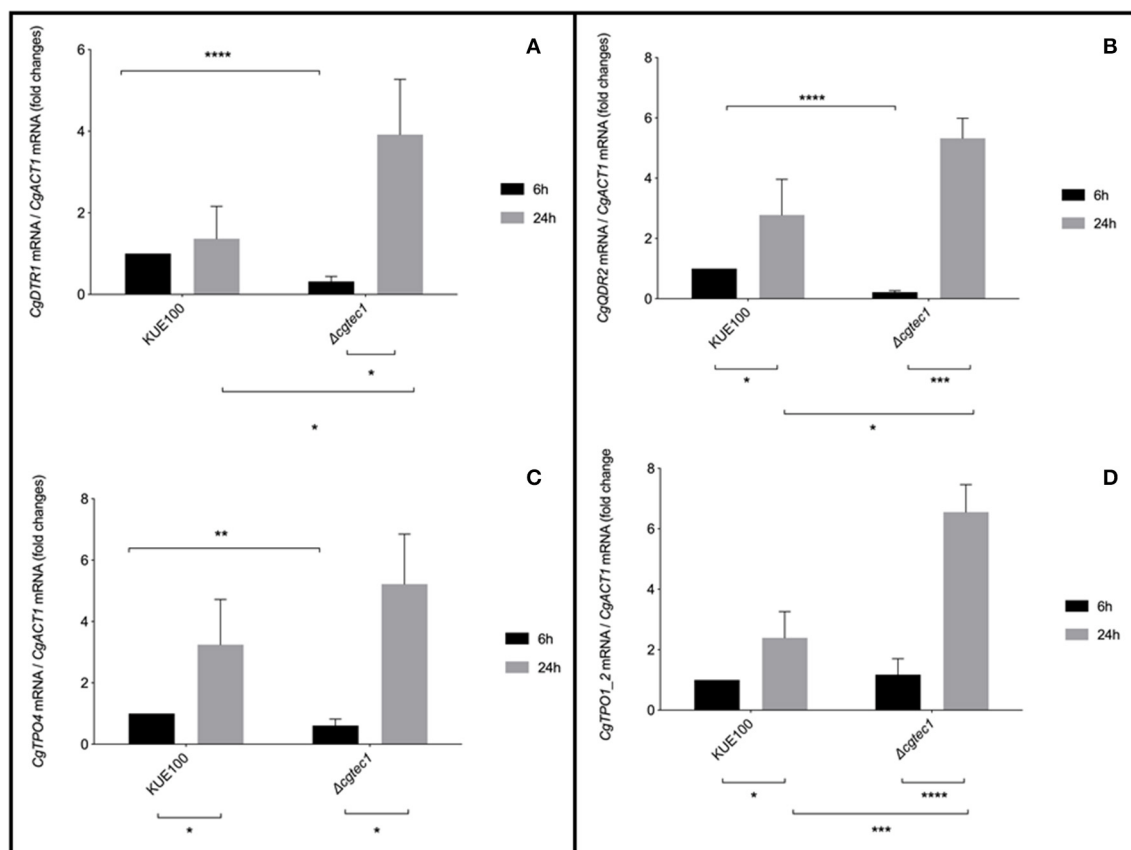 A
CgDTR1 mRNA / CgACT1 mRNA (fold changes)
6
4
2
0
****
6h
24h
KUE100
Δcgtec1
*
*
B
CgQDR2 mRNA / CgACT1 mRNA (fold changes)
8
6
4
2
0
****
6h
24h
KUE100
Δcgtec1
*
***
*
C
CgTPO4 mRNA / CgACT1 mRNA (fold changes)
8
6
4
2
0
**
6h
24h
KUE100
Δcgtec1
*
*
D
CgTPO1_2 mRNA / CgACT1 mRNA (fold change
8
6
4
2
0
6h
24h
KUE100
Δcgtec1
*
****
***